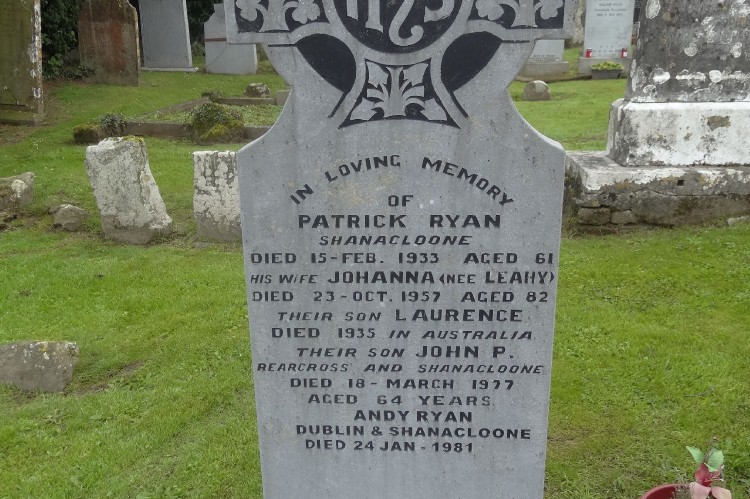 IHS
IN LOVING MEMORY
OF
PATRICK RYAN
SHANACLOONE
DIED 15-FEB. 1933 AGED 61
HIS WIFE JOHANNA (NEE LEAHY)
DIED 23-OCT. 1957 AGED 82
THEIR SON LAURENCE
DIED 1935 IN AUSTRALIA
THEIR SON JOHN P.
REARCROSS AND SHANACLOONE
DIED 18-MARCH 1977
AGED 64 YEARS
ANDY RYAN
DUBLIN & SHANACLOONE
DIED 24 JAN-1981